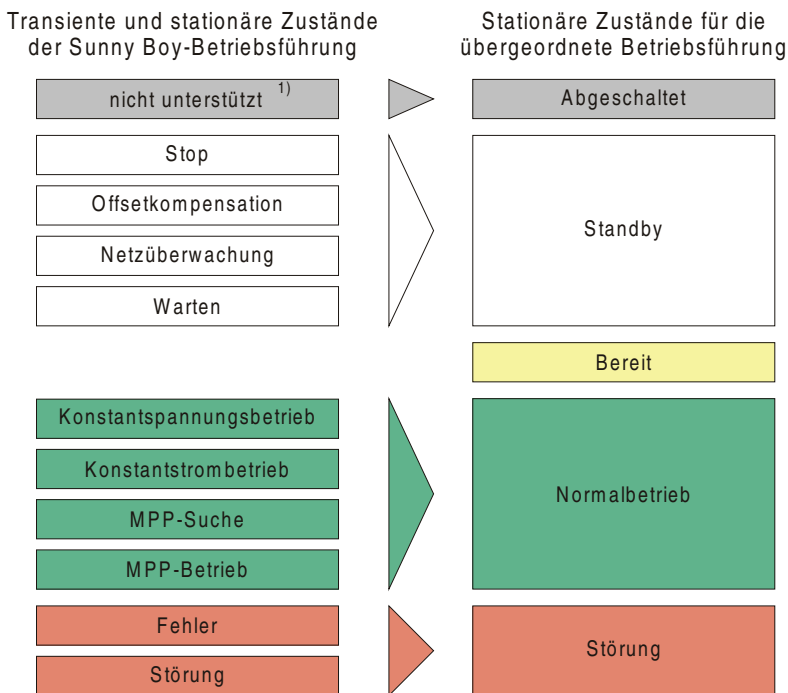 Transiente und stationäre Zustände
der Sunny Boy-Betriebsführung
Stationäre Zustände für die
übergeordnete Betriebsführung
nicht unterstützt 1)
Abgeschaltet
Stop
Offsetkompensation
Netzüberwachung
Warten
Standby
Bereit
Konstantspannungsbetrieb
Konstantstrombetrieb
MPP-Suche
MPP-Betrieb
Normalbetrieb
Fehler
Störung
Störung